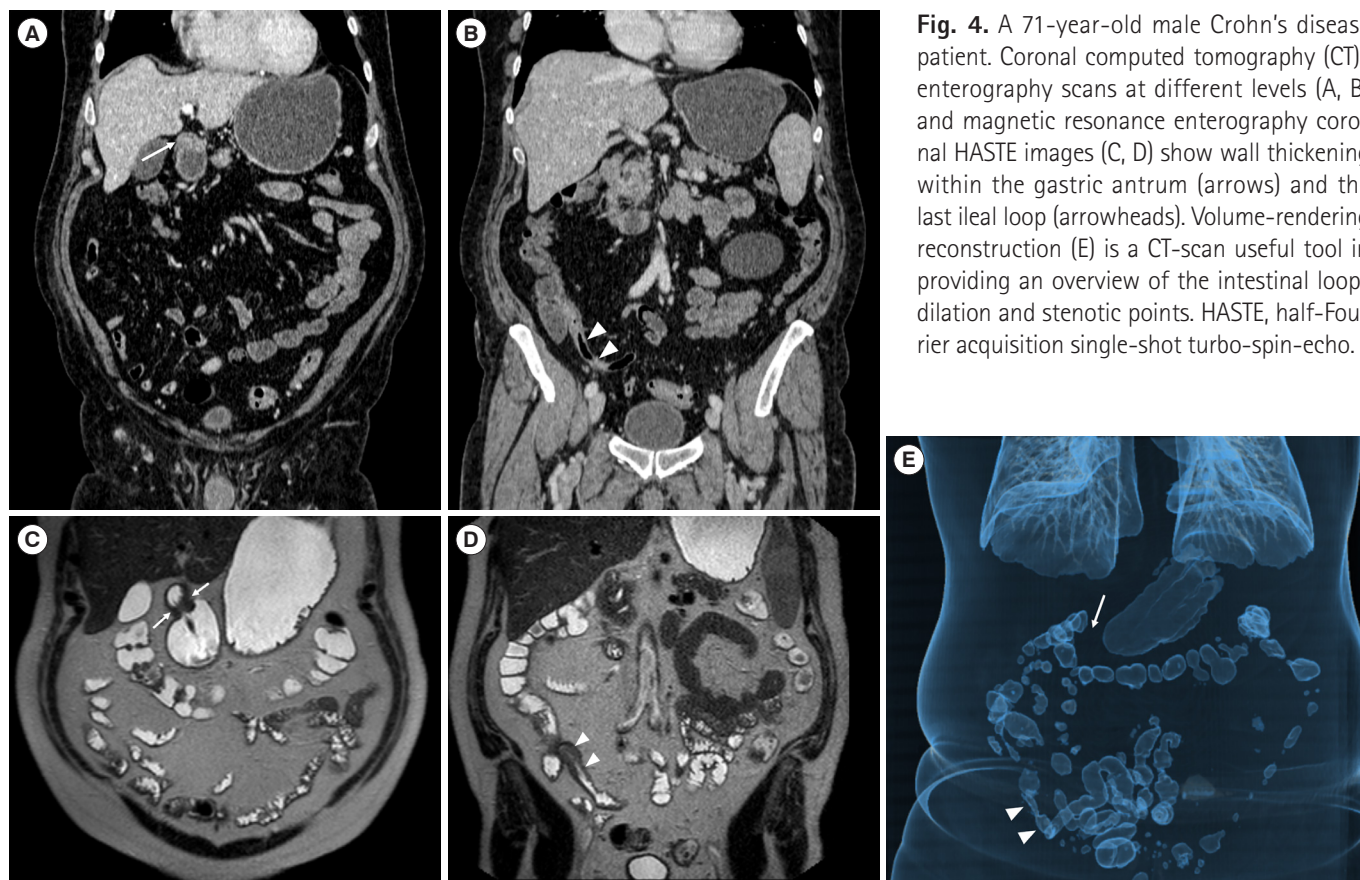 A
B
Fig. 4. A 71-year-old male Crohn's disease
patient. Coronal computed tomography (CT)
enterography scans at different levels (A, B
and magnetic resonance enterography coro
nal HASTE images (C, D) show wall thickening
within the gastric antrum (arrows) and th
last ileal loop (arrowheads). Volume-rendering
reconstruction (E) is a CT-scan useful tool in
providing an overview of the intestinal loop
dilation and stenotic points. HASTE, half-Fou
rier acquisition single-shot turbo-spin-echo.
C
D
E